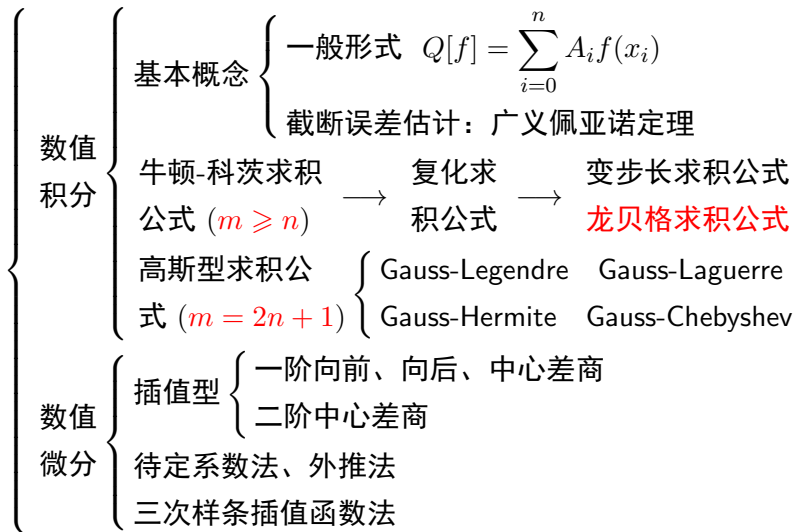 数值
积分
基本概念
一般形式 Q[f] = \sum_{i=0}^{n} A_i f(x_i)
截断误差估计：广义佩亚诺定理
牛顿-科茨求积
公式 (m ⩾ n)
⟶
复化求
积公式
⟶
变步长求积公式
龙贝格求积公式
高斯型求积公
式 (m = 2n + 1)
Gauss-Legendre Gauss-Laguerre
Gauss-Hermite Gauss-Chebyshev
数值
微分
插值型
一阶向前、向后、中心差商
二阶中心差商
待定系数法、外推法
三次样条插值函数法